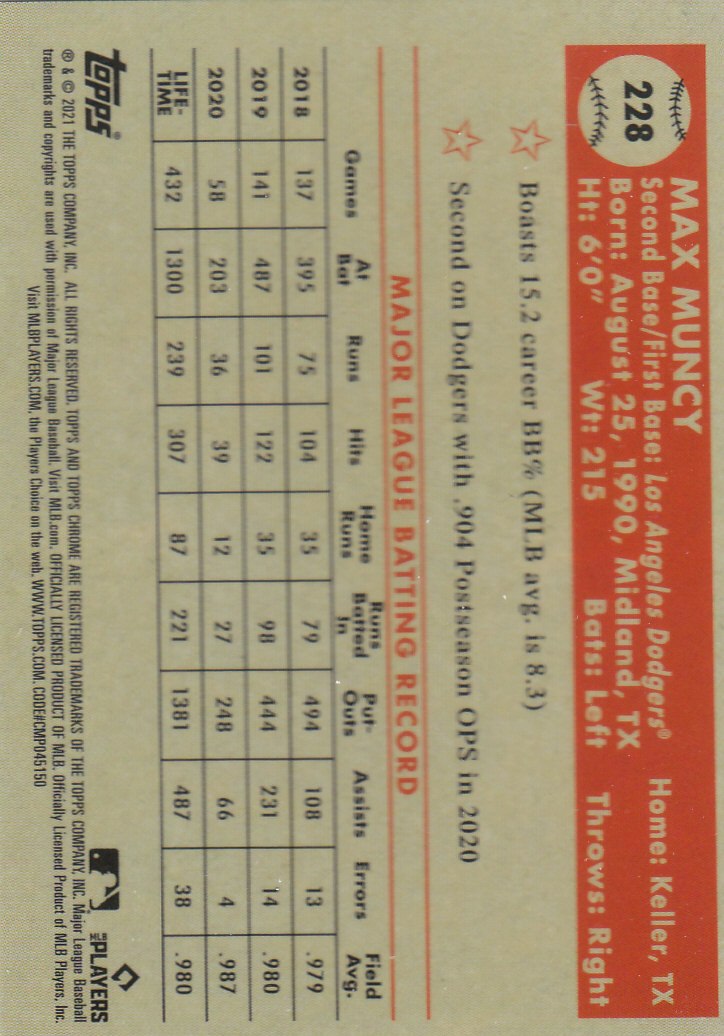 228
MAX MUNCY
Second Base/First Base: Los Angeles Dodgers® Home: Keller, TX
Born: August 25, 1990, Midland, TX
Ht: 6'0" Wt: 215 Bats: Left Throws: Right
Boasts 15.2 career BB% (MLB avg. is 8.3)
Second on Dodgers with .904 Postseason OPS in 2020
MAJOR LEAGUE BATTING RECORD
Games At Bat Runs Hits Home Runs Runs Batted In Put-Outs Assists Errors Field Avg.
2018 137 395 75 104 35 79 494 108 13 .979
2019 141 487 101 122 35 98 444 231 14 .980
2020 58 203 36 39 12 27 248 66 4 .987
LIFE-TIME 432 1300 239 307 87 221 1381 487 38 .980
topps®
® & © 2021 THE TOPPS COMPANY, INC. ALL RIGHTS RESERVED. TOPPS AND TOPPS CHROME ARE REGISTERED TRADEMARKS OF THE TOPPS COMPANY, INC. Major League Baseball
trademarks and copyrights are used with permission of Major League Baseball. Visit MLB.com. OFFICIALLY LICENSED PRODUCT OF MLB. Officially Licensed Product of MLB Players, Inc.
Visit MLBPLAYERS.COM, the Players Choice on the web. WWW.TOPPS.COM. CODE#CMP045150
MLB PLAYERS